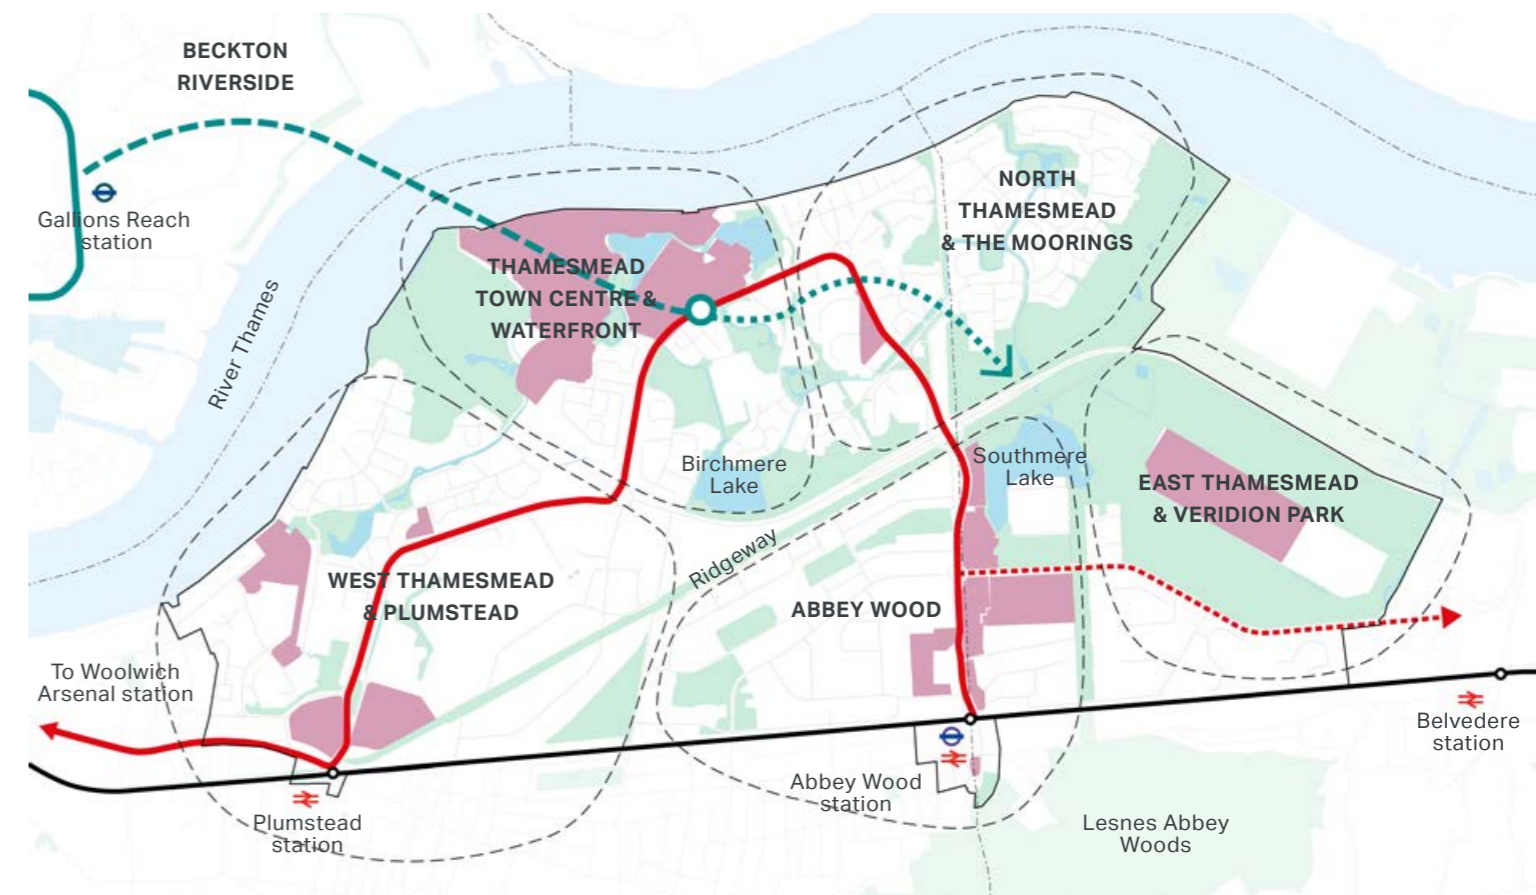 BECKTON
RIVERSIDE
Gallions Reach
station
River Thames
THAMESMEAD
TOWN CENTRE &
WATERFRONT
NORTH
THAMESMEAD
& THE MOORINGS
Birchmere
Lake
Southmere
Lake
EAST THAMESMEAD
& VERIDION PARK
Ridgeway
WEST THAMESMEAD
& PLUMSTEAD
ABBEY WOOD
To Woolwich
Arsenal station
Plumstead
station
Abbey Wood
station
Belvedere
station
Lesnes Abbey
Woods